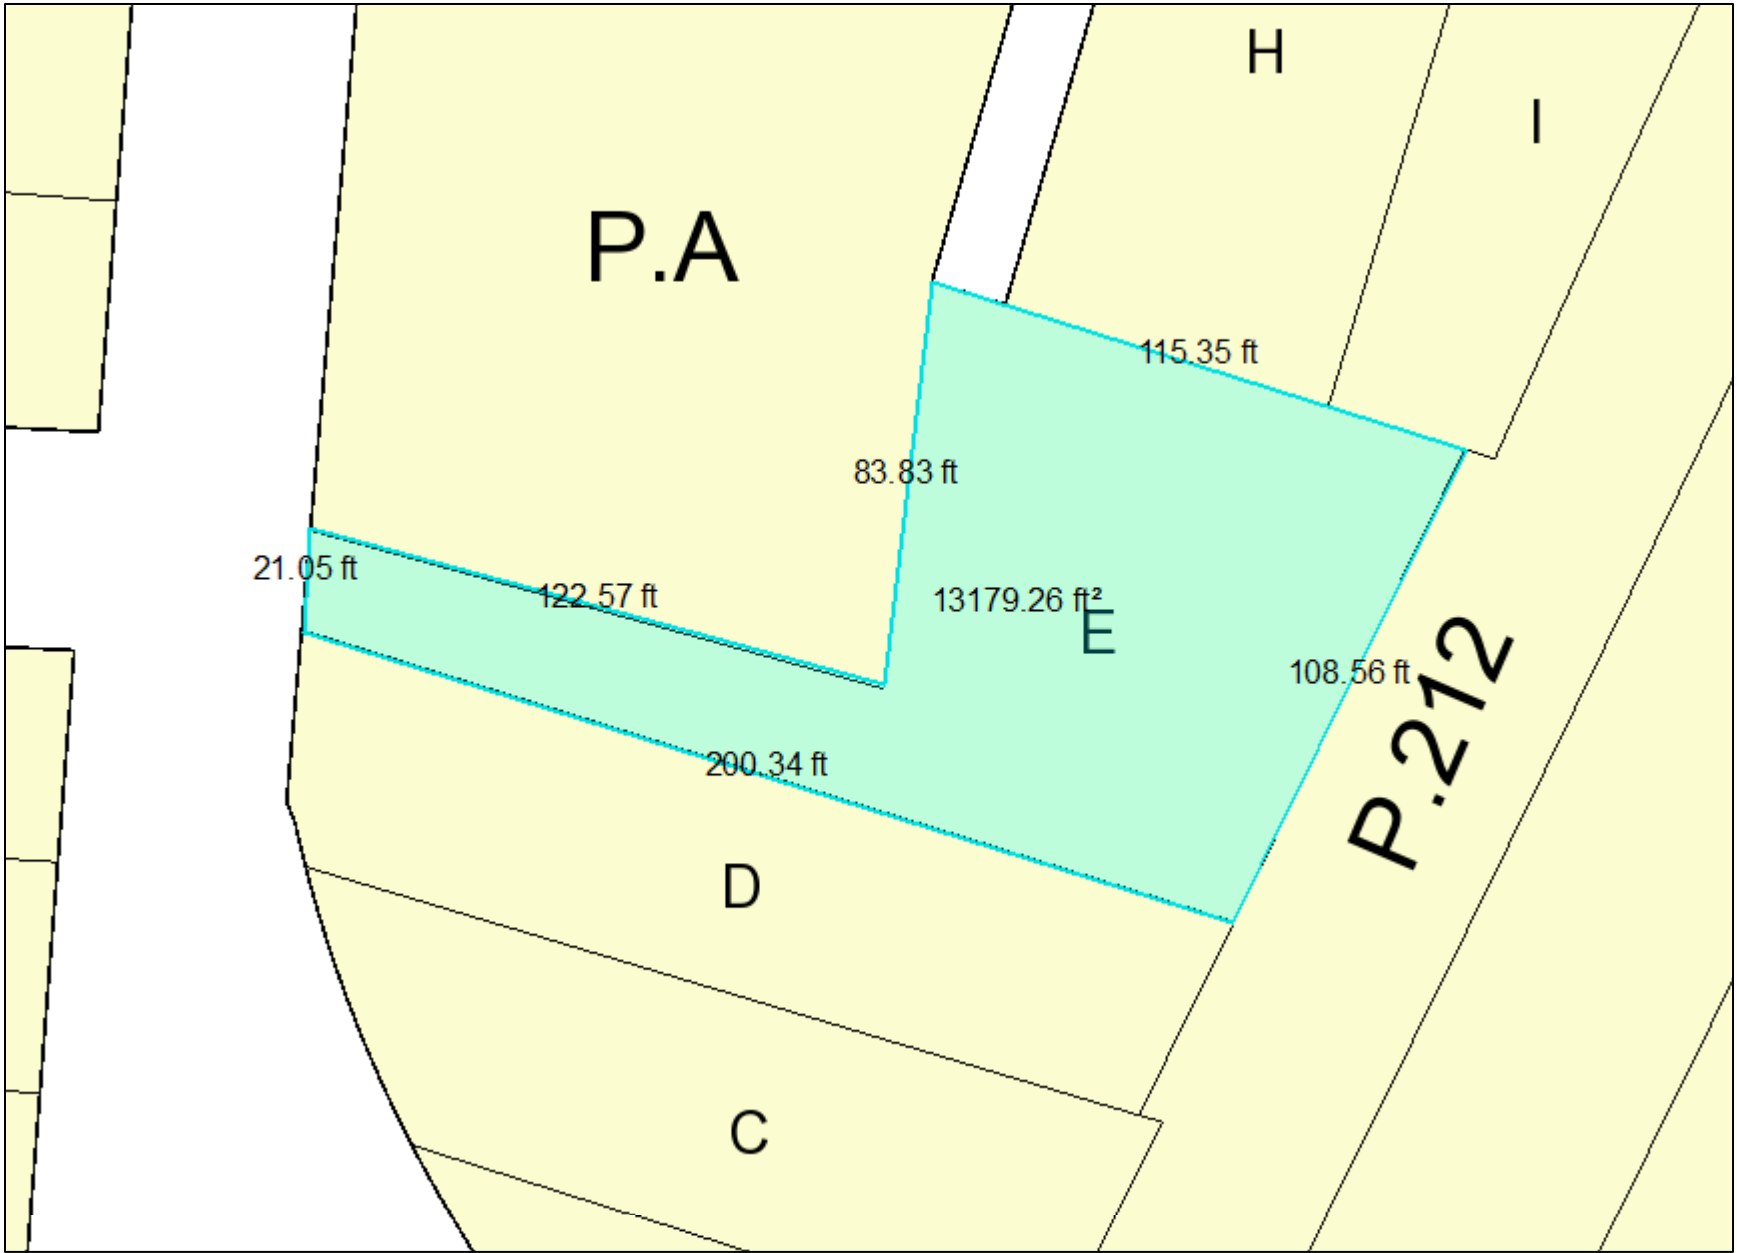 H
I
P.A
115.35 ft
83.83 ft
21.05 ft
122.57 ft
13179.26 ft²
E
108.56 ft
P.212
200.34 ft
D
C